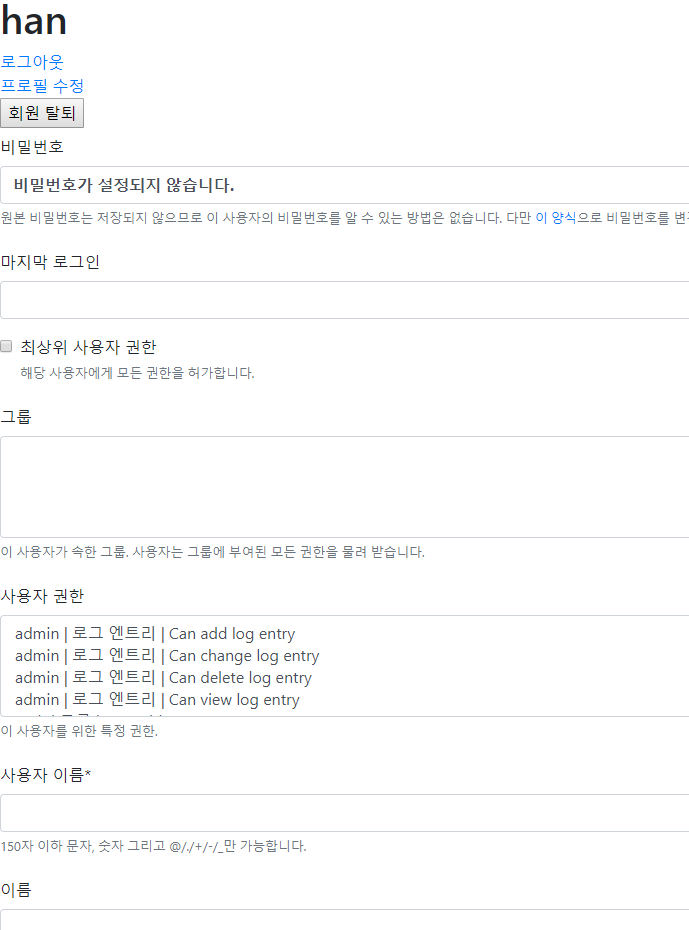 han
로그아웃
프로필 수정
회원 탈퇴
비밀번호
비밀번호가 설정되지 않습니다.
원본 비밀번호는 저장되지 않으므로 이 사용자의 비밀번호를 알 수 있는 방법은 없습니다. 다만 이 양식으로 비밀번호를
마지막 로그인
최상위 사용자 권한
해당 사용자에게 모든 권한을 허가합니다.
그룹
이 사용자가 속한 그룹. 사용자는 그룹에 부여된 모든 권한을 물려 받습니다.
사용자 권한
admin | 로그 엔트리 | Can add log entry
admin | 로그 엔트리 | Can change log entry
admin | 로그 엔트리 | Can delete log entry
admin | 로그 엔트리 | Can view log entry
이 사용자를 위한 특정 권한.
사용자 이름*
150자 이하 문자, 숫자 그리고 @/./+/-/_만 가능합니다.
이름